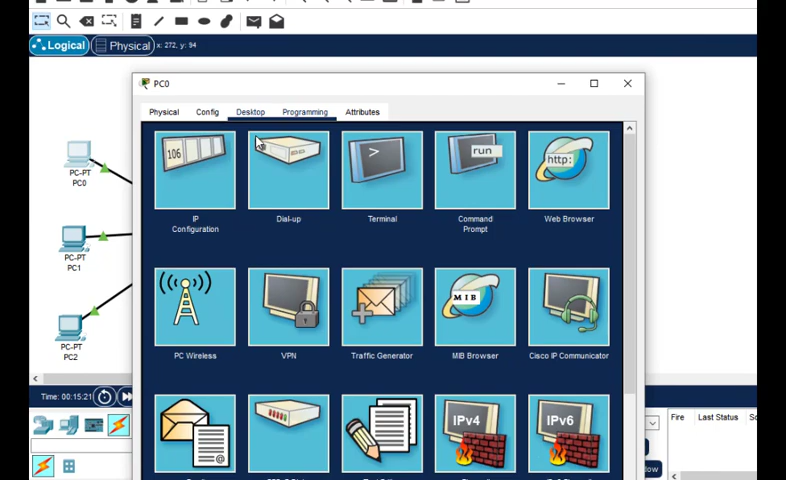 Logical
Physical
x: 272, y: 94
PC0
Physical
Config
Desktop
Programming
Attributes
106
>
run
http:
IP
Configuration
Dial-up
Terminal
Command
Prompt
Web Browser
PC-PT
PC0
PC-PT
PC1
PC-PT
PC2
MIB
PC Wireless
VPN
Traffic Generator
MIB Browser
Cisco IP Communicator
Time: 00:15:21
Fire
Last Status
@
IPv4
IPv6